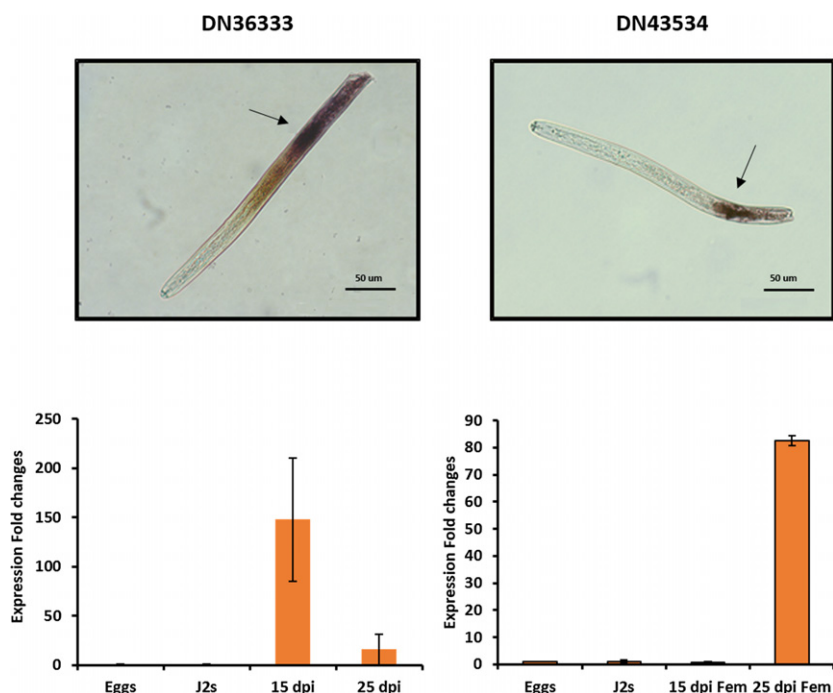 DN36333
DN43534
50 um
50 um
Expression Fold changes
250
200
150
100
50
0
Eggs J2s 15 dpi 25 dpi
Expression Fold changes
90
80
70
60
50
40
30
20
10
0
Eggs J2s 15 dpi Fem 25 dpi Fem